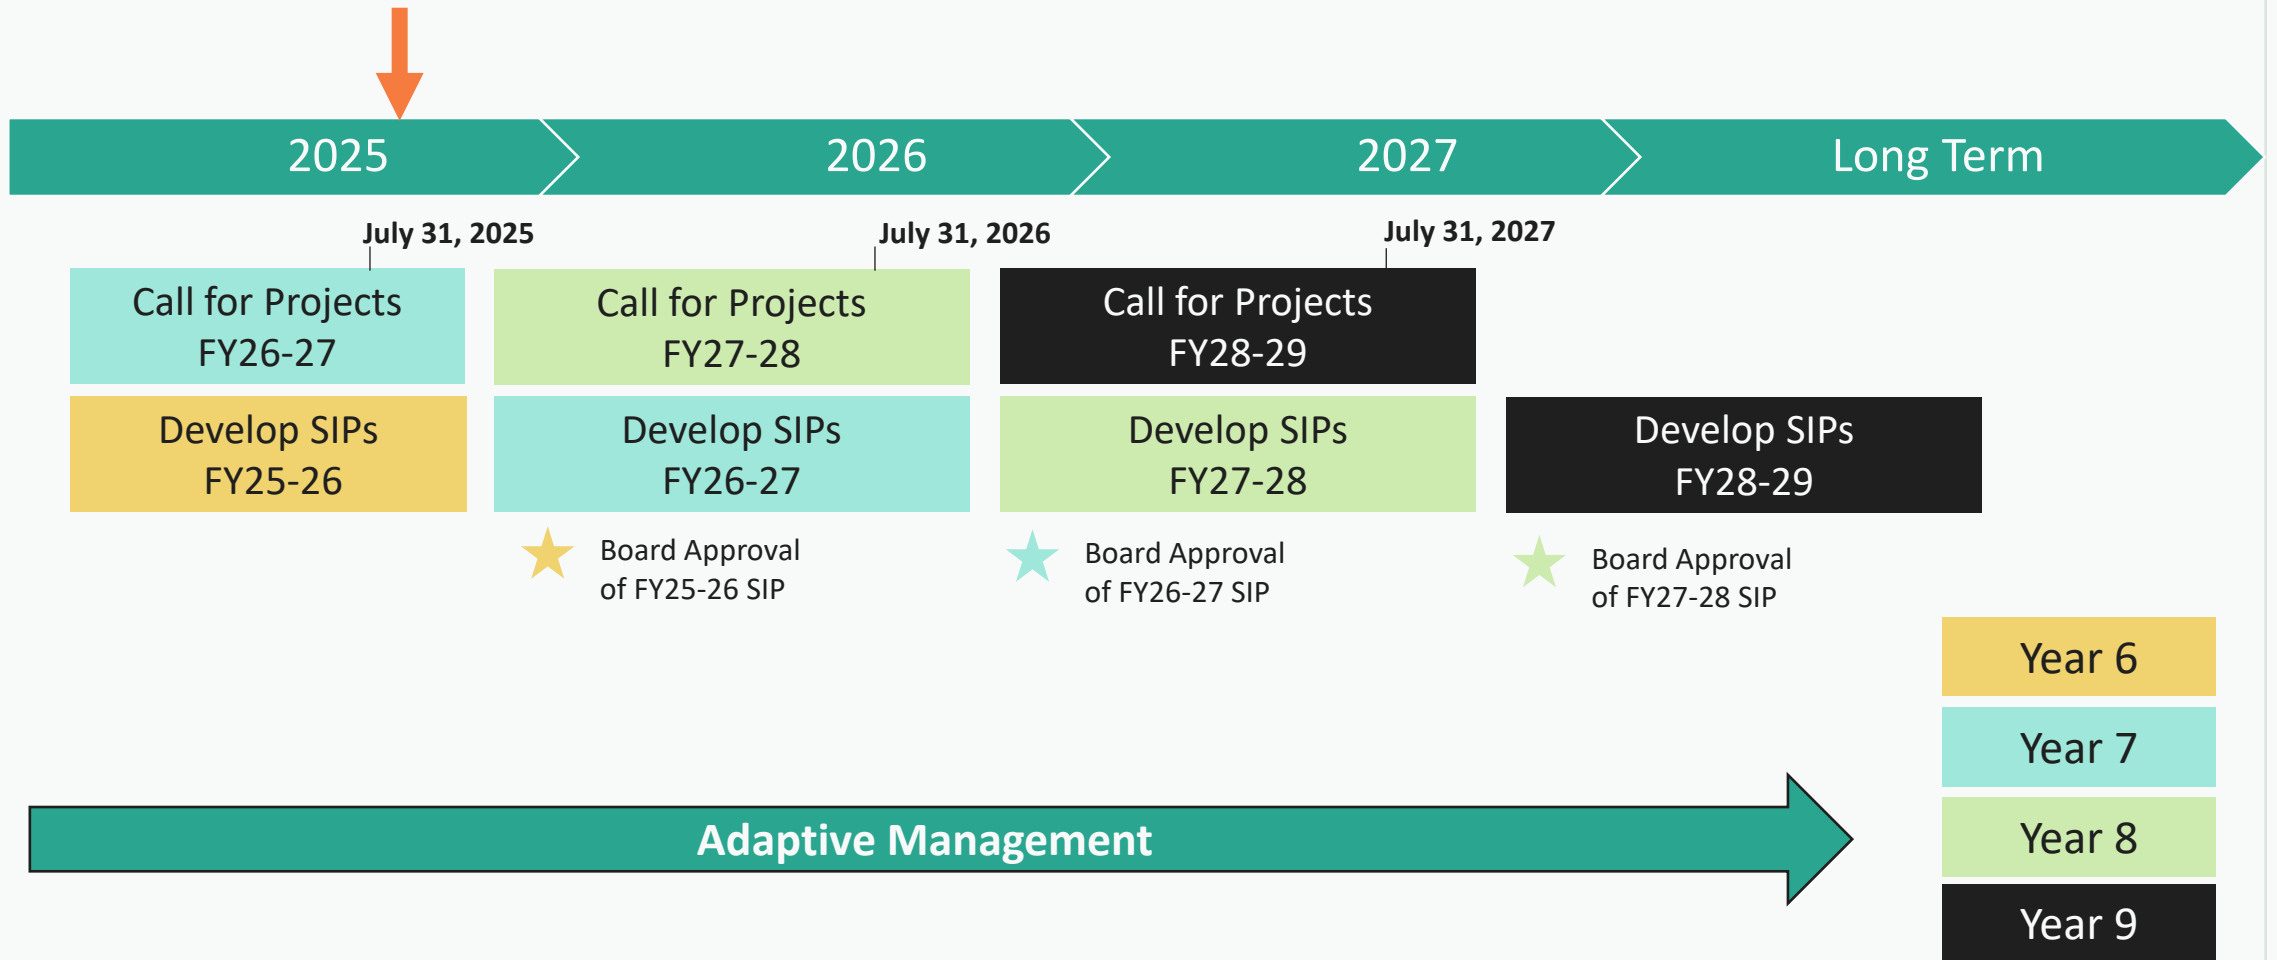 2025
2026
2027
Long Term
July 31, 2025
July 31, 2026
July 31, 2027
Call for Projects
FY26-27
Call for Projects
FY27-28
Call for Projects
FY28-29
Develop SIPs
FY25-26
Develop SIPs
FY26-27
Develop SIPs
FY27-28
Develop SIPs
FY28-29
Board Approval
of FY25-26 SIP
Board Approval
of FY26-27 SIP
Board Approval
of FY27-28 SIP
Year 6
Year 7
Year 8
Year 9
Adaptive Management